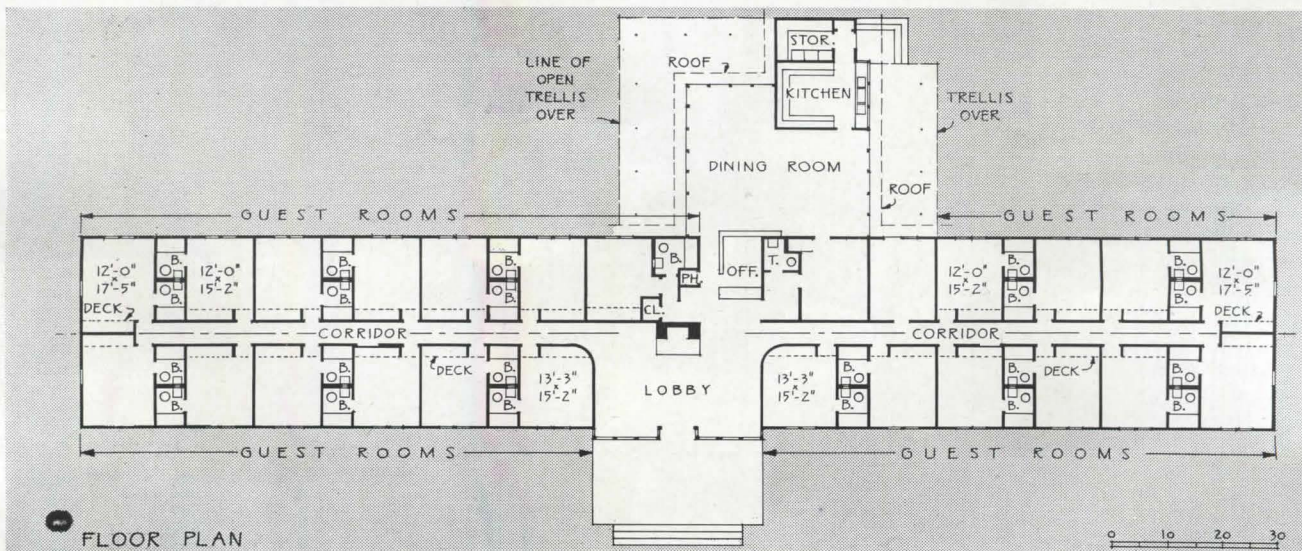 STOR.
LINE OF
OPEN
TRELLIS
OVER
ROOF
KITCHEN
TRELLIS
OVER
DINING ROOM
ROOF
GUEST ROOMS
GUEST ROOMS
12'-0"
x
17'-5"
B.
B.
12'-0"
x
15'-2"
B.
B.
B.
B.
B.
PH.
CL.
OFF.
T.
12'-0"
x
15'-2"
B.
B.
B.
B.
12'-0"
x
17'-5"
DECK
DECK
CORRIDOR
CORRIDOR
B.
B.
B.
B.
DECK
B.
B.
13'-3"
x
15'-2"
LOBBY
13'-3"
x
15'-2"
B.
B.
DECK
B.
B.
GUEST ROOMS
GUEST ROOMS
FLOOR PLAN
0 10 20 30